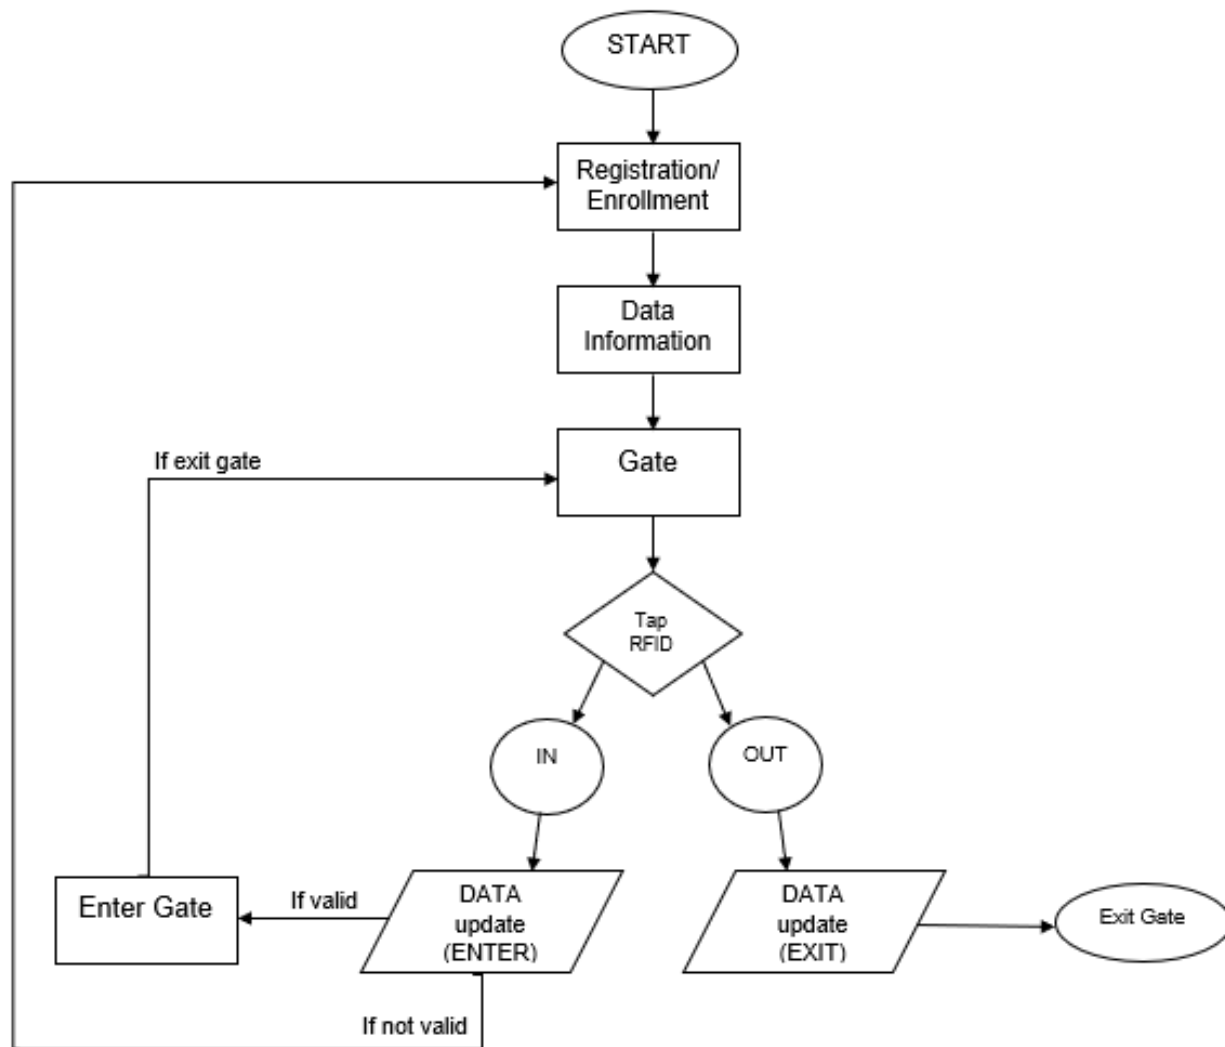 START
Registration/
Enrollment
Data
Information
If exit gate
Gate
Tap
RFID
IN
OUT
Enter Gate
If valid
DATA
update
(ENTER)
DATA
update
(EXIT)
Exit Gate
If not valid